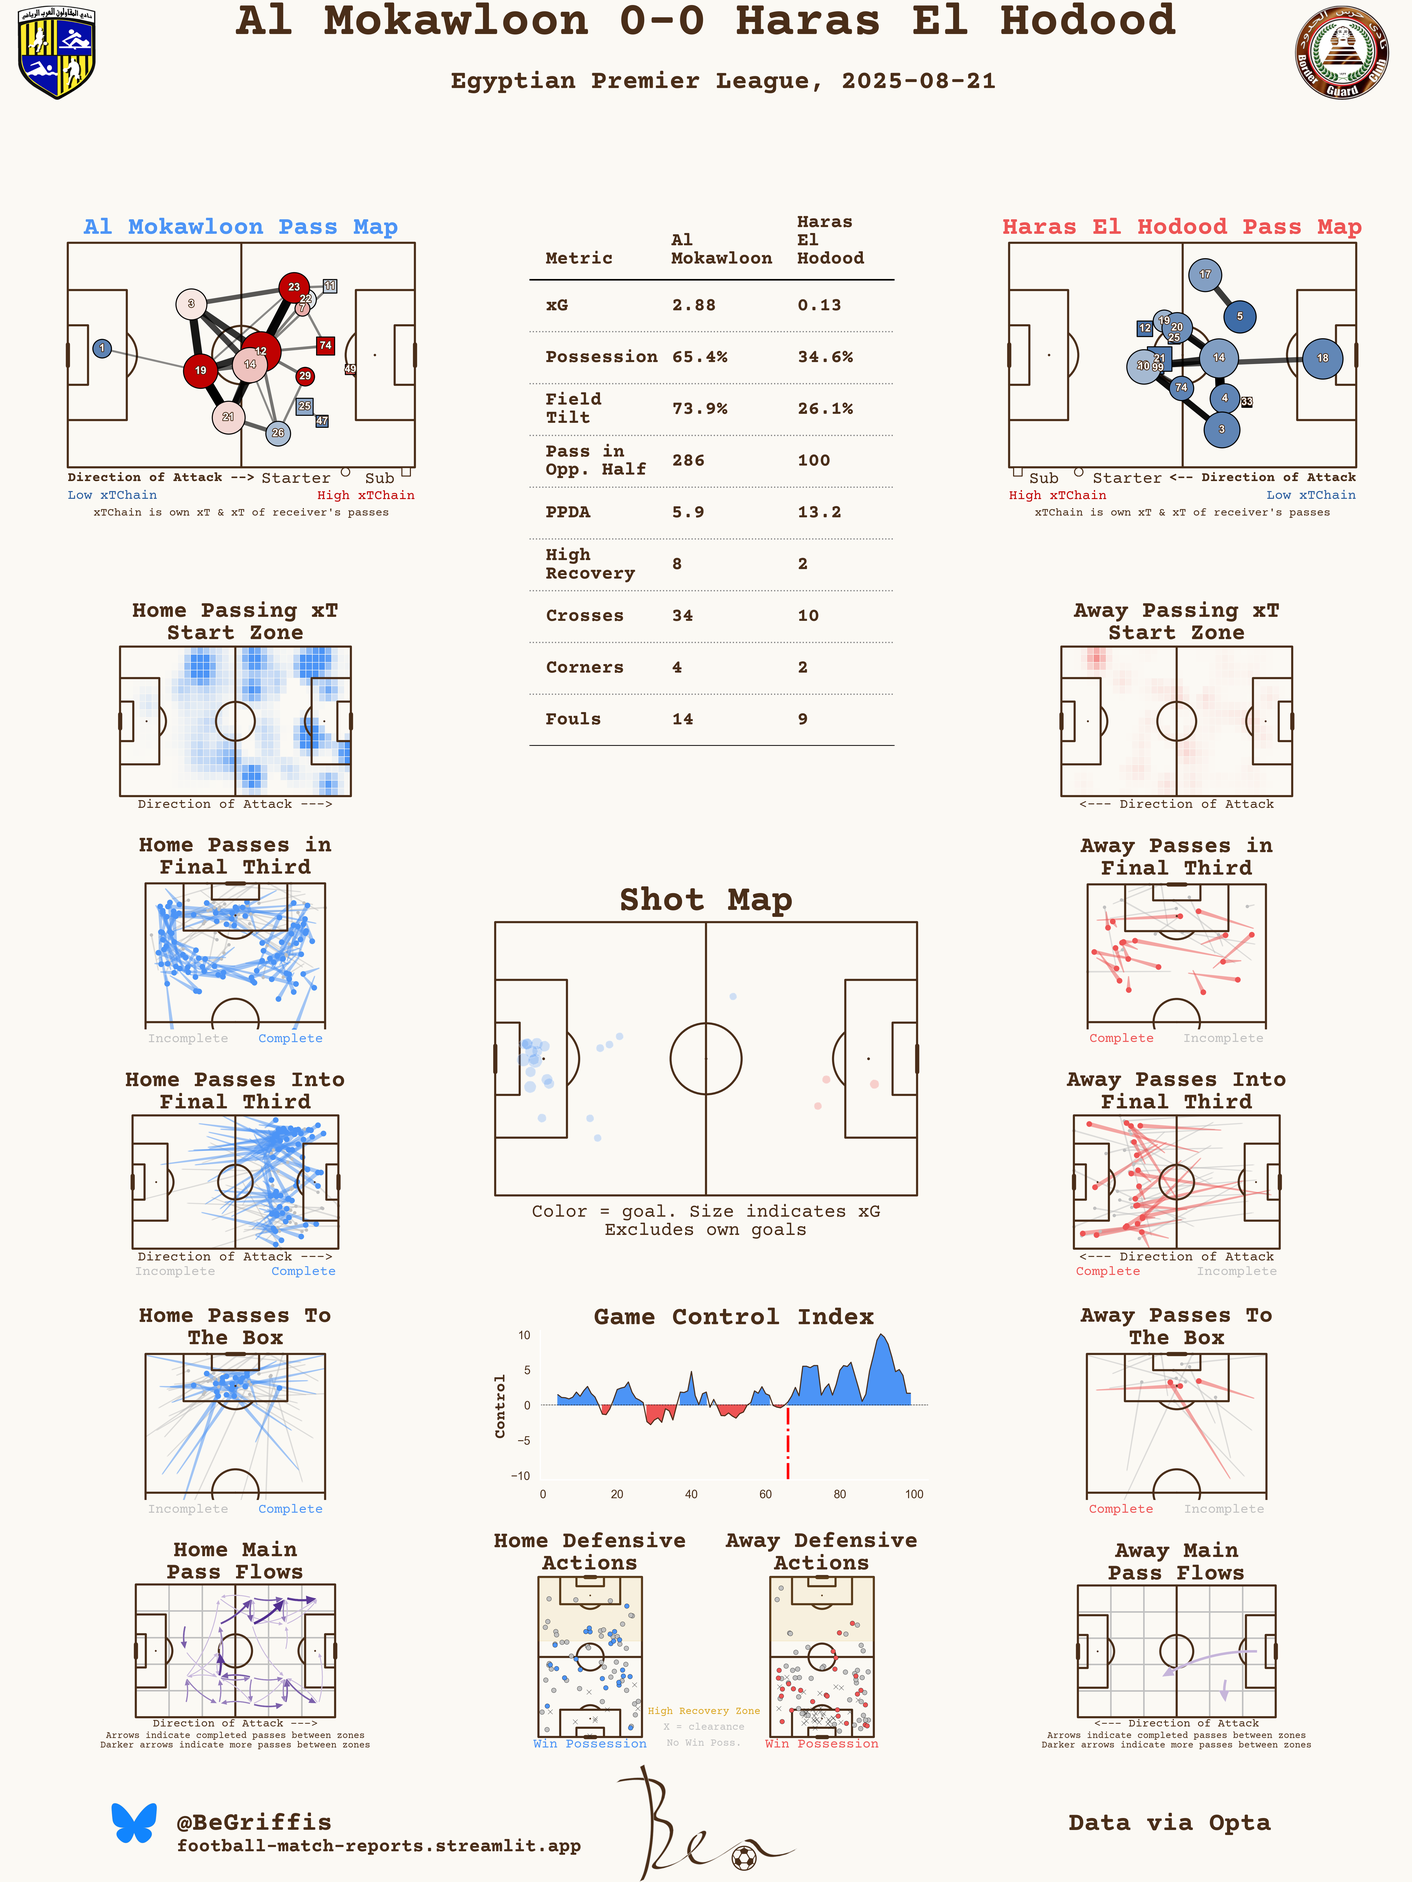 Al Mokawloon 0-0 Haras El Hodood
Egyptian Premier League, 2025-08-21
Border Guard Club
Al Mokawloon Pass Map
3
23
11
22
7
1
12
74
19
14
49
29
25
21
47
26
Direction of Attack --> Starter Sub
Low xTChain High xTChain
xTChain is own xT & xT of receiver's passes
Metric Al Mokawloon Haras El Hodood
xG 2.88 0.13
Possession 65.4% 34.6%
Field Tilt 73.9% 26.1%
Pass in Opp. Half 286 100
PPDA 5.9 13.2
High Recovery 8 2
Crosses 34 10
Corners 4 2
Fouls 14 9
Haras El Hodood Pass Map
17
5
19
12
20
25
21
14
18
99
74
4
33
3
Sub Starter <-- Direction of Attack
High xTChain Low xTChain
xTChain is own xT & xT of receiver's passes
Home Passing xT
Start Zone
Direction of Attack --->
Away Passing xT
Start Zone
<--- Direction of Attack
Home Passes in
Final Third
Incomplete Complete
Away Passes in
Final Third
Complete Incomplete
Shot Map
Color = goal. Size indicates xG
Excludes own goals
Home Passes Into
Final Third
Direction of Attack --->
Incomplete Complete
Away Passes Into
Final Third
<--- Direction of Attack
Complete Incomplete
Home Passes To
The Box
Incomplete Complete
Game Control Index
Control
10
5
0
−5
−10
0 20 40 60 80 100
Away Passes To
The Box
Complete Incomplete
Home Main
Pass Flows
Direction of Attack --->
Arrows indicate completed passes between zones
Darker arrows indicate more passes between zones
Home Defensive
Actions
Win Possession
High Recovery Zone
X = clearance
No Win Poss.
Away Defensive
Actions
Win Possession
Away Main
Pass Flows
<--- Direction of Attack
Arrows indicate completed passes between zones
Darker arrows indicate more passes between zones
@BeGriffis
football-match-reports.streamlit.app
Ben
Data via Opta